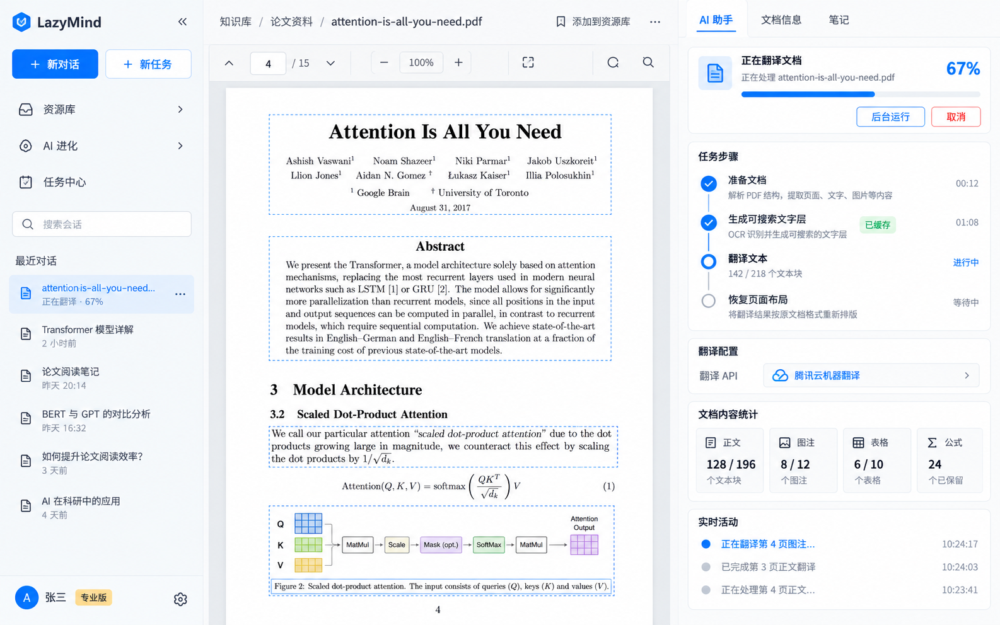 LazyMind
新对话
新任务
资源库
AI 进化
任务中心
搜索会话
最近对话
attention-is-all-you-need...
正在翻译 · 67%
Transformer 模型详解
2 小时前
论文阅读笔记
昨天 20:14
BERT 与 GPT 的对比分析
昨天 16:32
如何提升论文阅读效率?
3 天前
AI 在科研中的应用
4 天前
A 张三 专业版
知识库 / 论文资料 / attention-is-all-you-need.pdf
添加到资源库
4 / 15
100%
Attention Is All You Need
Ashish Vaswani¹ Noam Shazeer¹ Niki Parmar¹ Jakob Uszkoreit¹
Llion Jones¹ Aidan N. Gomez † Łukasz Kaiser¹ Illia Polosukhin¹
¹ Google Brain † University of Toronto
August 31, 2017
Abstract
We present the Transformer, a model architecture solely based on attention
mechanisms, replacing the most recurrent layers used in modern neural
networks such as LSTM [1] or GRU [2]. The model allows for significantly
more parallelization than recurrent models, since all positions in the input
and output sequences can be computed in parallel, in contrast to recurrent
models, which require sequential computation. We achieve state-of-the-art
results in English–German and English–French translation at a fraction of
the training cost of previous state-of-the-art models.
3 Model Architecture
3.2 Scaled Dot-Product Attention
We call our particular attention “scaled dot-product attention” due to the dot
products growing large in magnitude, we counteract this effect by scaling
the dot products by 1/√d_k.
Attention(Q, K, V) = softmax(QK^T / √d_k) V (1)
Q
K
V
MatMul
Scale
Mask (opt.)
SoftMax
MatMul
Attention
Output
Figure 2: Scaled dot-product attention. The input consists of queries (Q), keys (K) and values (V).
4
AI 助手
文档信息
笔记
正在翻译文档
正在处理 attention-is-all-you-need.pdf
67%
后台运行
取消
任务步骤
准备文档 00:12
解析 PDF 结构，提取页面、文字、图片等内容
生成可搜索文字层 已缓存 01:08
OCR 识别并生成可搜索的文字层
翻译文本 进行中
142 / 218 个文本块
恢复页面布局 等待中
将翻译结果按原文档格式重新排版
翻译配置
翻译 API 腾讯云机器翻译
文档内容统计
正文
128 / 196
个文本块
图注
8 / 12
个图注
表格
6 / 10
个表格
公式
24
个已保留
实时活动
正在翻译第 4 页图注... 10:24:17
已完成第 3 页正文翻译 10:24:03
正在处理第 4 页正文... 10:23:41